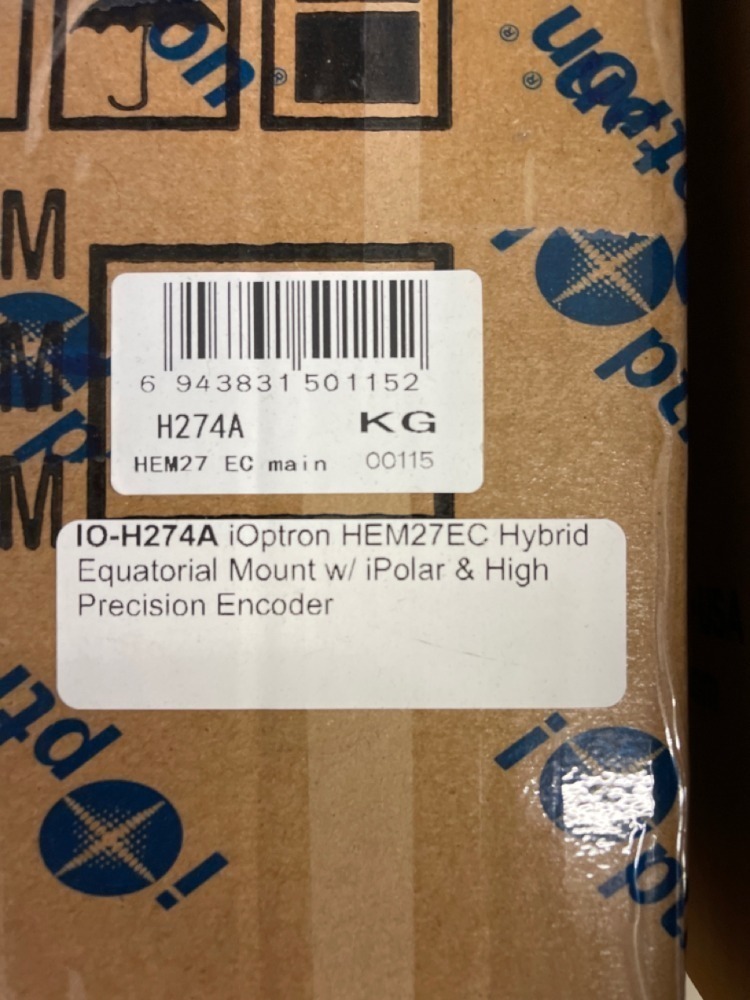 M
M
M
6 943831 501152
H274A KG
HEM27 EC main 00115
IO-H274A iOptron HEM27EC Hybrid
Equatorial Mount w/ iPolar & High
Precision Encoder